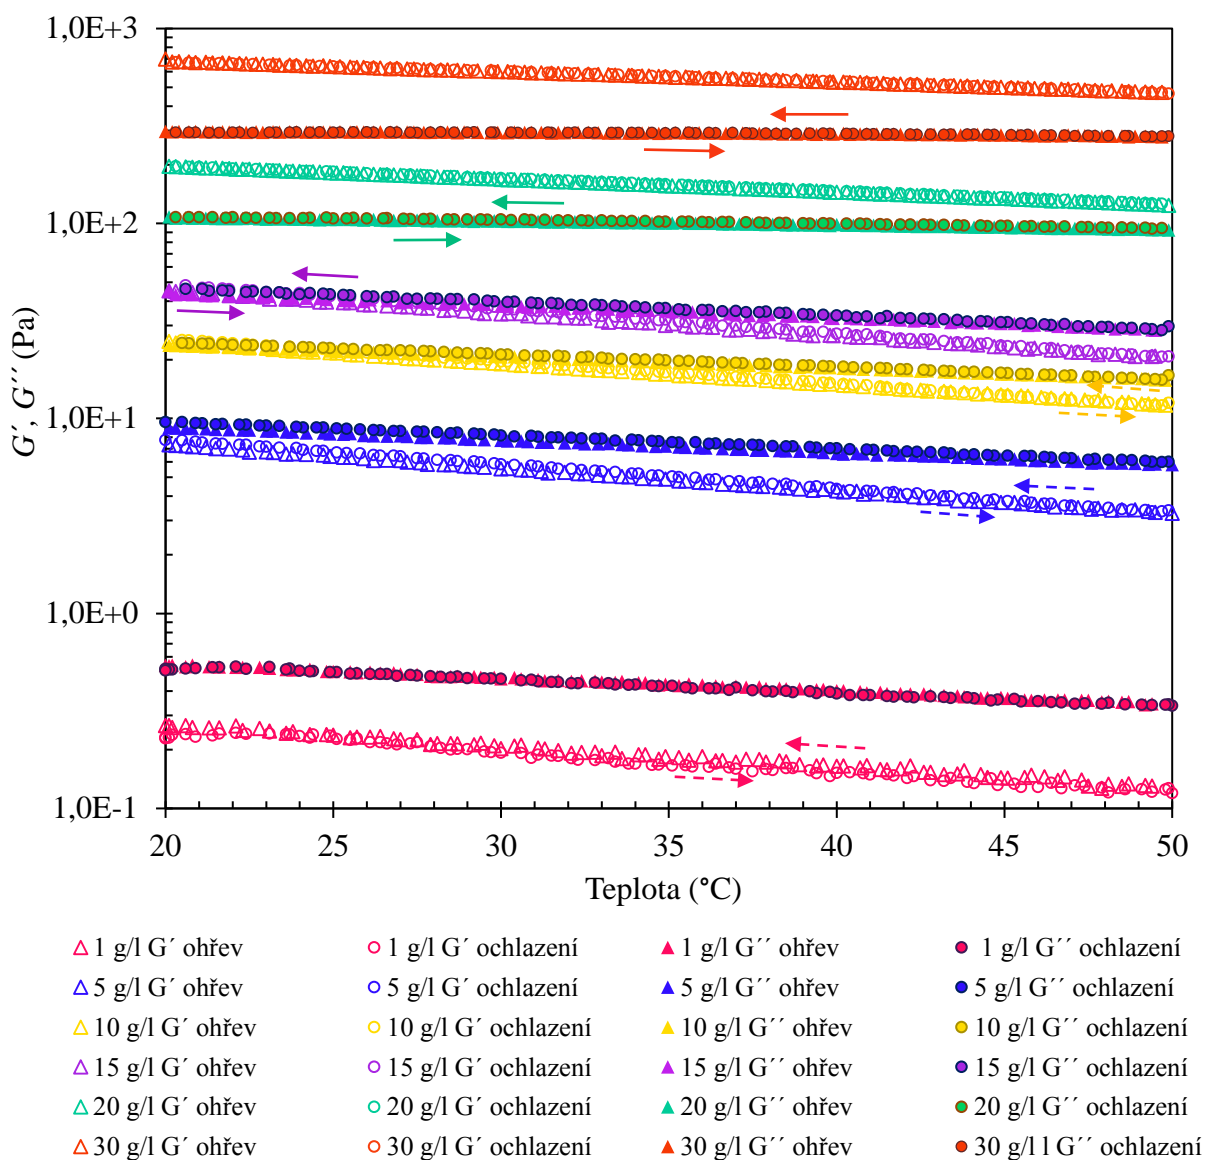 1,0E+3
1,0E+2
1,0E+1
1,0E+0
1,0E-1
G´, G´´ (Pa)
20 25 30 35 40 45 50
Teplota (°C)
1 g/l G´ ohřev 1 g/l G´ ochlazení 1 g/l G´´ ohřev 1 g/l G´´ ochlazení
5 g/l G´ ohřev 5 g/l G´ ochlazení 5 g/l G´´ ohřev 5 g/l G´´ ochlazení
10 g/l G´ ohřev 10 g/l G´ ochlazení 10 g/l G´´ ohřev 10 g/l G´´ ochlazení
15 g/l G´ ohřev 15 g/l G´ ochlazení 15 g/l G´´ ohřev 15 g/l G´´ ochlazení
20 g/l G´ ohřev 20 g/l G´ ochlazení 20 g/l G´´ ohřev 20 g/l G´´ ochlazení
30 g/l G´ ohřev 30 g/l G´ ochlazení 30 g/l G´´ ohřev 30 g/l l G´´ ochlazení